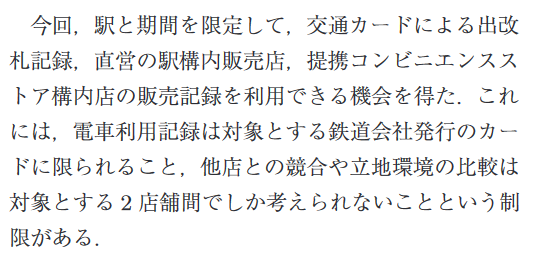 今回，駅と期間を限定して，交通カードによる出改
札記録，直営の駅構内販売店，提携コンビニエンスス
トア構内店の販売記録を利用できる機会を得た．これ
には，電車利用記録は対象とする鉄道会社発行のカー
ドに限られること，他店との競合や立地環境の比較は
対象とする 2 店舗間でしか考えられないことという制
限がある．